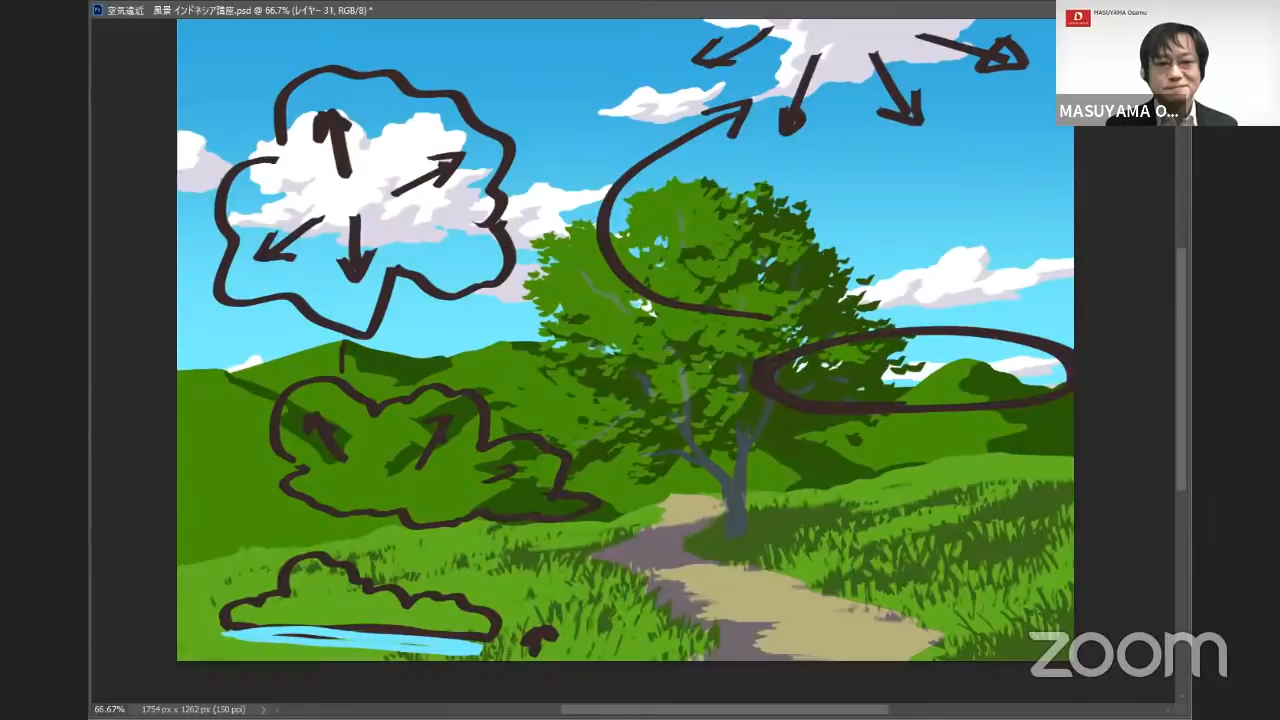 空気遠近　風景 インドネシア講座.psd @ 66.7% (レイヤー 31, RGB/8) *
MASUYAMA Osamu
MASUYAMA O...
zoom
66.67% 1754 px x 1262 px (150 ppi)